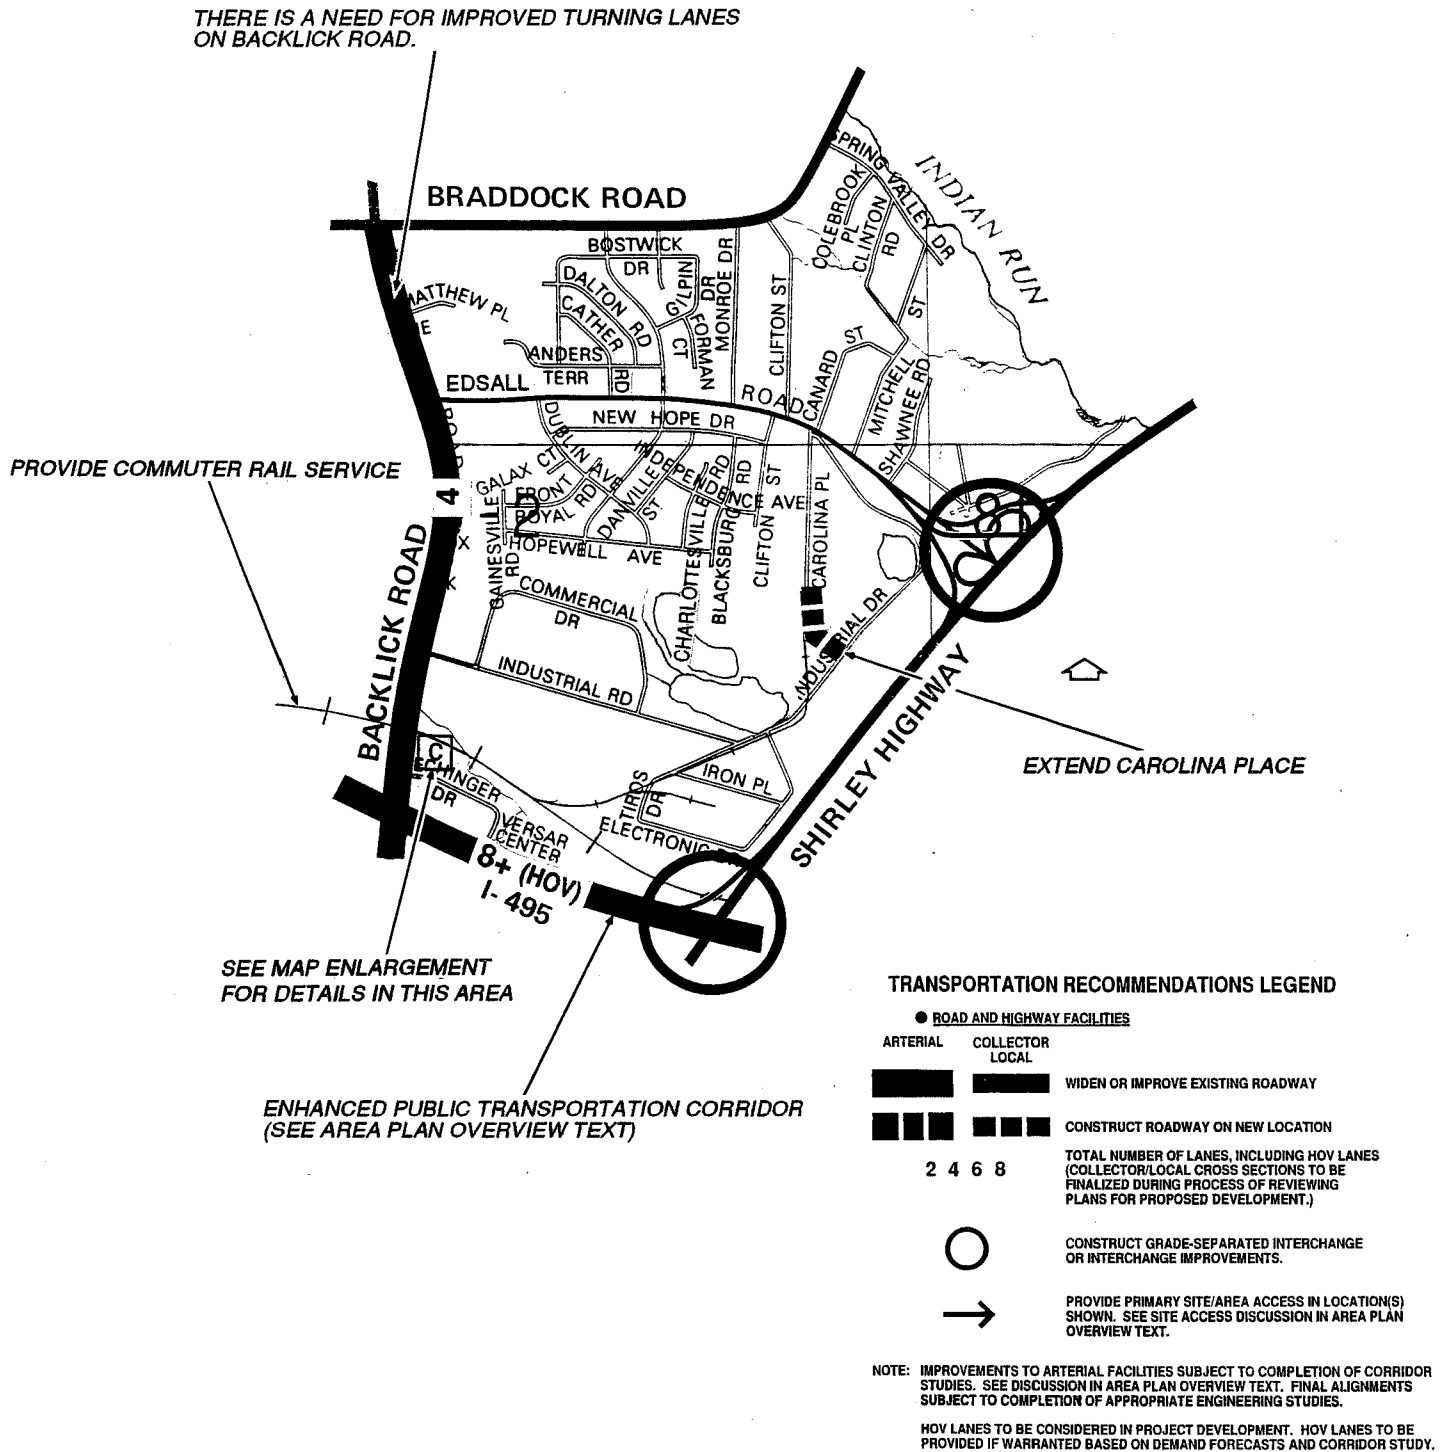 THERE IS A NEED FOR IMPROVED TURNING LANES
ON BACKLICK ROAD.
BRADDOCK ROAD
SPRING VALLEY DR
INDIAN RUN
COLEBROOK
PL
CLINTON
RD
BOSTWICK
DR
DALTON RD
CATHER
RD
GILPIN
DR
CT
FORMAN
MONROE DR
CLIFTON ST
MATTHEW PL
ANDERS
TERR
ST
CANARD ST
MITCHELL
SHAWNEE RD
EDSALL
ROAD
NEW HOPE DR
DUBLIN AVE
INDEPENDENCE AVE
PROVIDE COMMUTER RAIL SERVICE
4
GALAX CT
FRONT
ROYAL RD
2
DANVILLE
ST
GAINESVILLE
RD
HOPEWELL AVE
CHARLOTTESVILLE RD
BLACKSBURG RD
CLIFTON ST
CAROLINA PL
COMMERCIAL
DR
INDUSTRIAL DR
INDUSTRIAL RD
BACKLICK ROAD
C
DR
VERSAR
CENTER
TIROS
DR
IRON PL
ELECTRONIC
SHIRLEY HIGHWAY
EXTEND CAROLINA PLACE
8+ (HOV)
I- 495
SEE MAP ENLARGEMENT
FOR DETAILS IN THIS AREA
ENHANCED PUBLIC TRANSPORTATION CORRIDOR
(SEE AREA PLAN OVERVIEW TEXT)
TRANSPORTATION RECOMMENDATIONS LEGEND
● ROAD AND HIGHWAY FACILITIES
ARTERIAL
COLLECTOR
LOCAL
WIDEN OR IMPROVE EXISTING ROADWAY
CONSTRUCT ROADWAY ON NEW LOCATION
2 4 6 8
TOTAL NUMBER OF LANES, INCLUDING HOV LANES
(COLLECTOR/LOCAL CROSS SECTIONS TO BE
FINALIZED DURING PROCESS OF REVIEWING
PLANS FOR PROPOSED DEVELOPMENT.)
CONSTRUCT GRADE-SEPARATED INTERCHANGE
OR INTERCHANGE IMPROVEMENTS.
PROVIDE PRIMARY SITE/AREA ACCESS IN LOCATION(S)
SHOWN. SEE SITE ACCESS DISCUSSION IN AREA PLAN
OVERVIEW TEXT.
NOTE: IMPROVEMENTS TO ARTERIAL FACILITIES SUBJECT TO COMPLETION OF CORRIDOR
STUDIES. SEE DISCUSSION IN AREA PLAN OVERVIEW TEXT. FINAL ALIGNMENTS
SUBJECT TO COMPLETION OF APPROPRIATE ENGINEERING STUDIES.
HOV LANES TO BE CONSIDERED IN PROJECT DEVELOPMENT. HOV LANES TO BE
PROVIDED IF WARRANTED BASED ON DEMAND FORECASTS AND CORRIDOR STUDY.